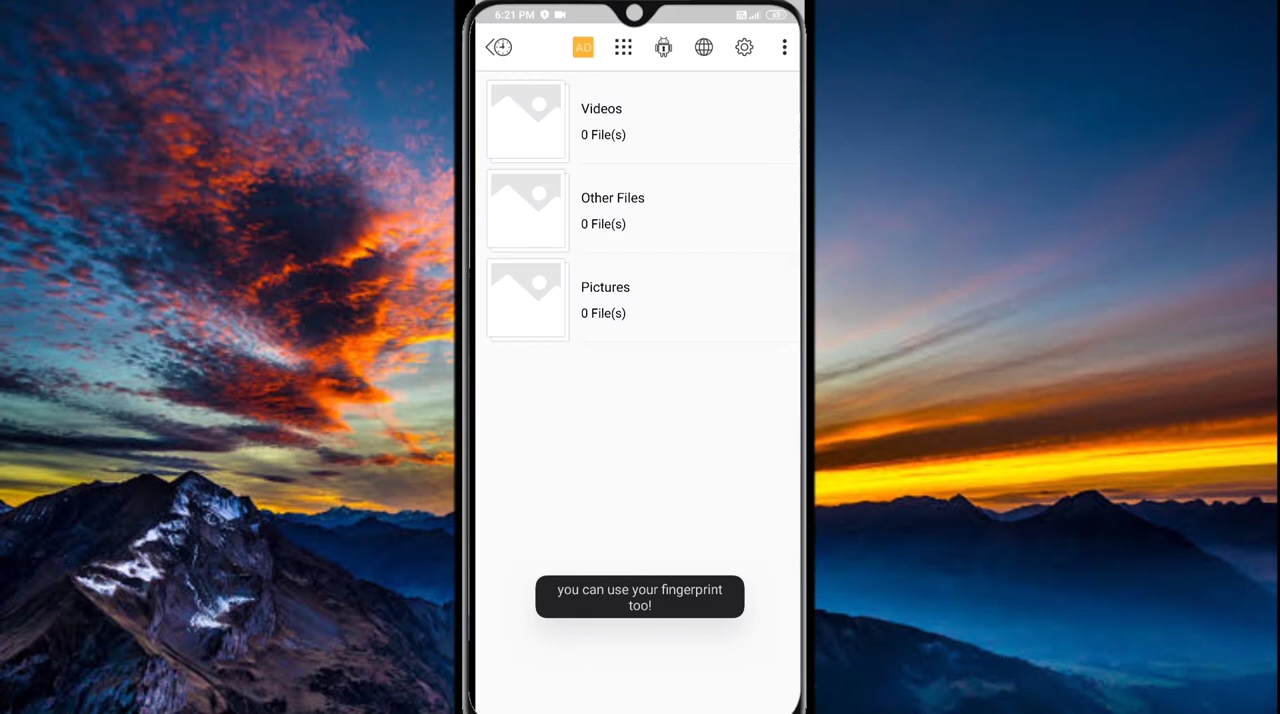 6:21 PM 63
AD
Videos
0 File(s)
Other Files
0 File(s)
Pictures
0 File(s)
you can use your fingerprint
too!